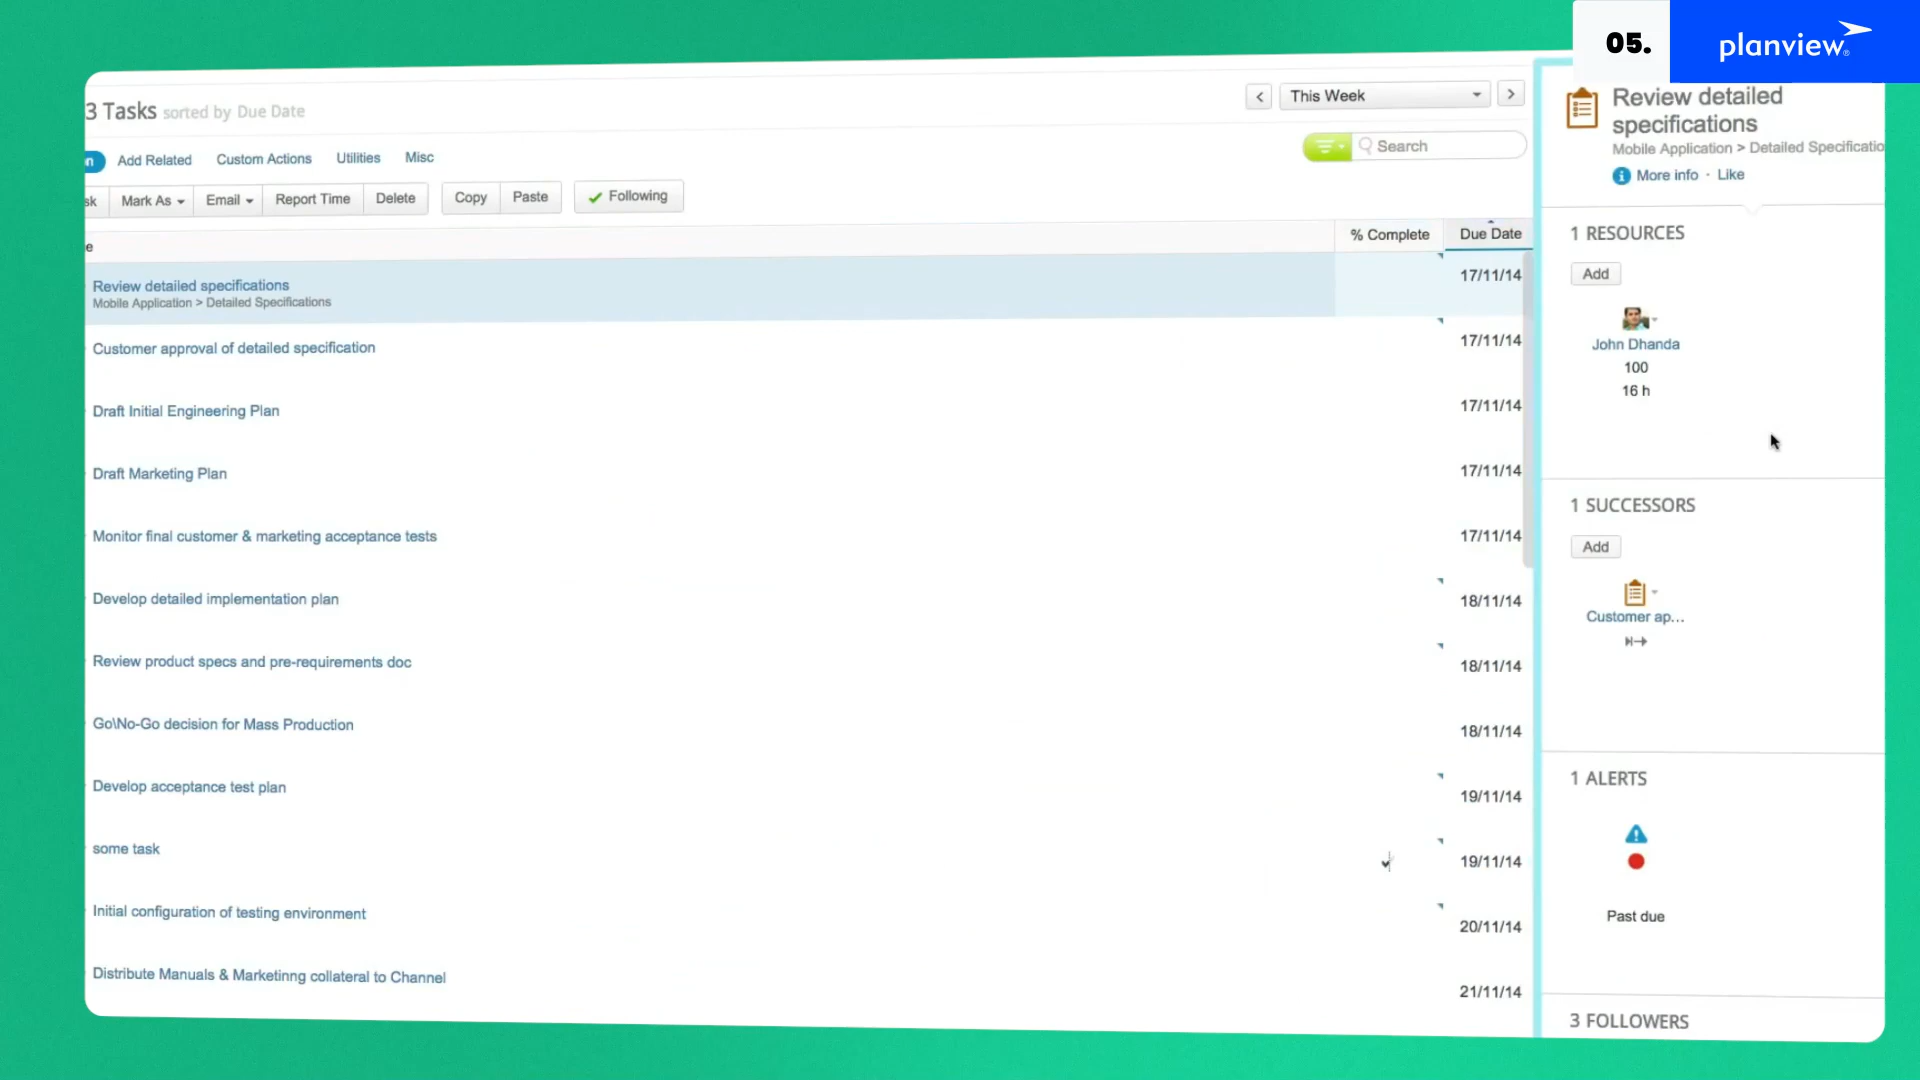 05.
planview
3 Tasks sorted by Due Date
This Week
Search
n
Add Related
Custom Actions
Utilities
Misc
sk
Mark As
Email
Report Time
Delete
Copy
Paste
Following
e
% Complete
Due Date
Review detailed specifications
Mobile Application > Detailed Specifications
17/11/14
Customer approval of detailed specification
17/11/14
Draft Initial Engineering Plan
17/11/14
Draft Marketing Plan
17/11/14
Monitor final customer & marketing acceptance tests
17/11/14
Develop detailed implementation plan
18/11/14
Review product specs and pre-requirements doc
18/11/14
Go\No-Go decision for Mass Production
18/11/14
Develop acceptance test plan
19/11/14
some task
19/11/14
Initial configuration of testing environment
20/11/14
Distribute Manuals & Marketinng collateral to Channel
21/11/14
Review detailed
specifications
Mobile Application > Detailed Specificatio
More info · Like
1 RESOURCES
Add
John Dhanda
100
16 h
1 SUCCESSORS
Add
Customer ap...
1 ALERTS
Past due
3 FOLLOWERS